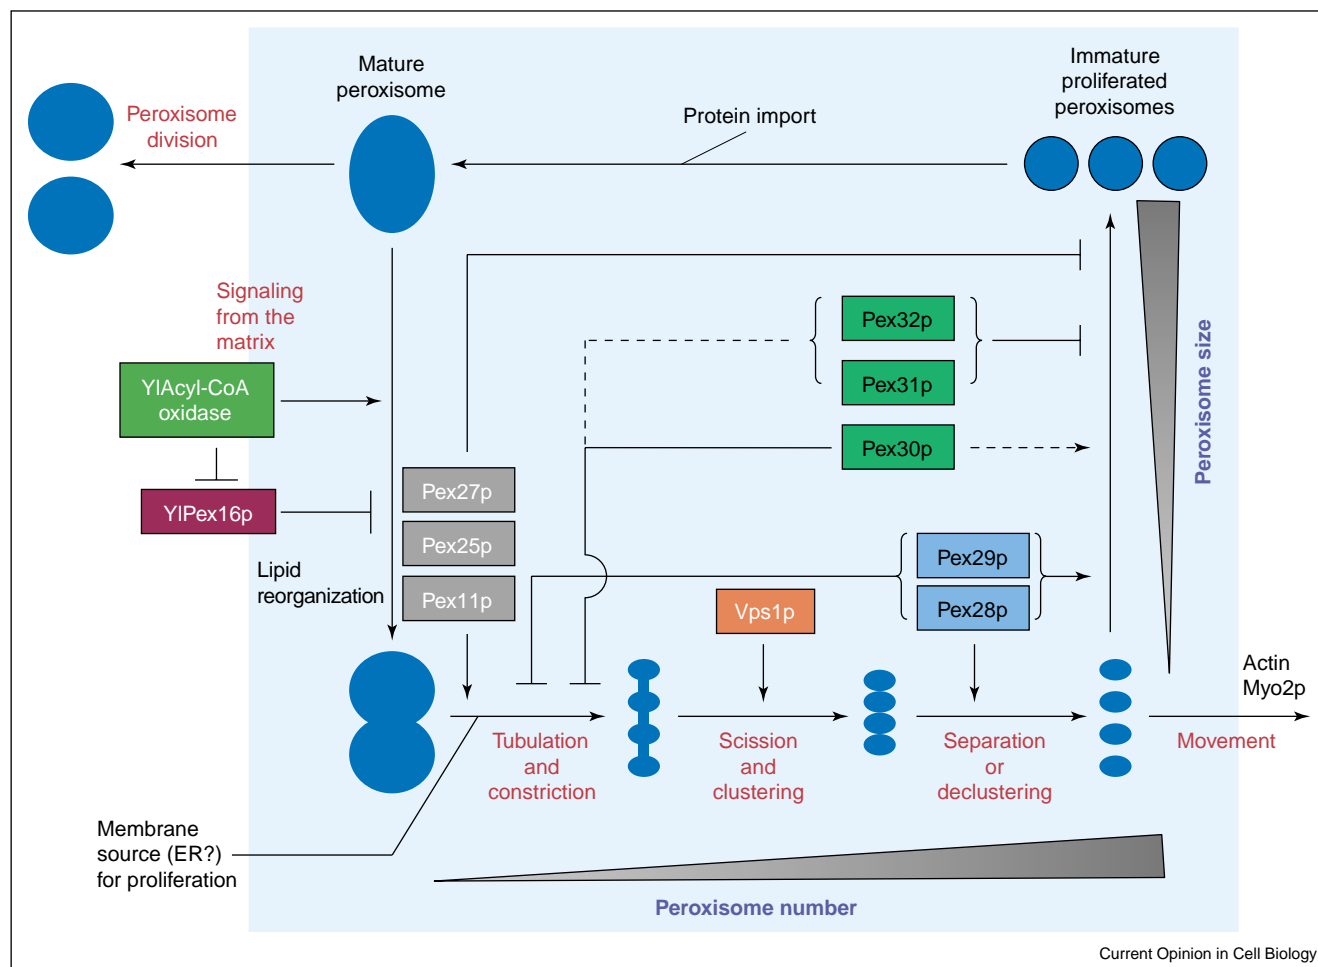 Mature
peroxisome
Immature
proliferated
peroxisomes
Peroxisome
division
Protein import
Signaling
from the
matrix
YlAcyl-CoA
oxidase
YlPex16p
Lipid
reorganization
Pex27p
Pex25p
Pex11p
Pex32p
Pex31p
Pex30p
Pex29p
Pex28p
Vps1p
Peroxisome size
Actin
Myo2p
Tubulation
and
constriction
Scission
and
clustering
Separation
or
declustering
Movement
Membrane
source (ER?)
for proliferation
Peroxisome number
Current Opinion in Cell Biology